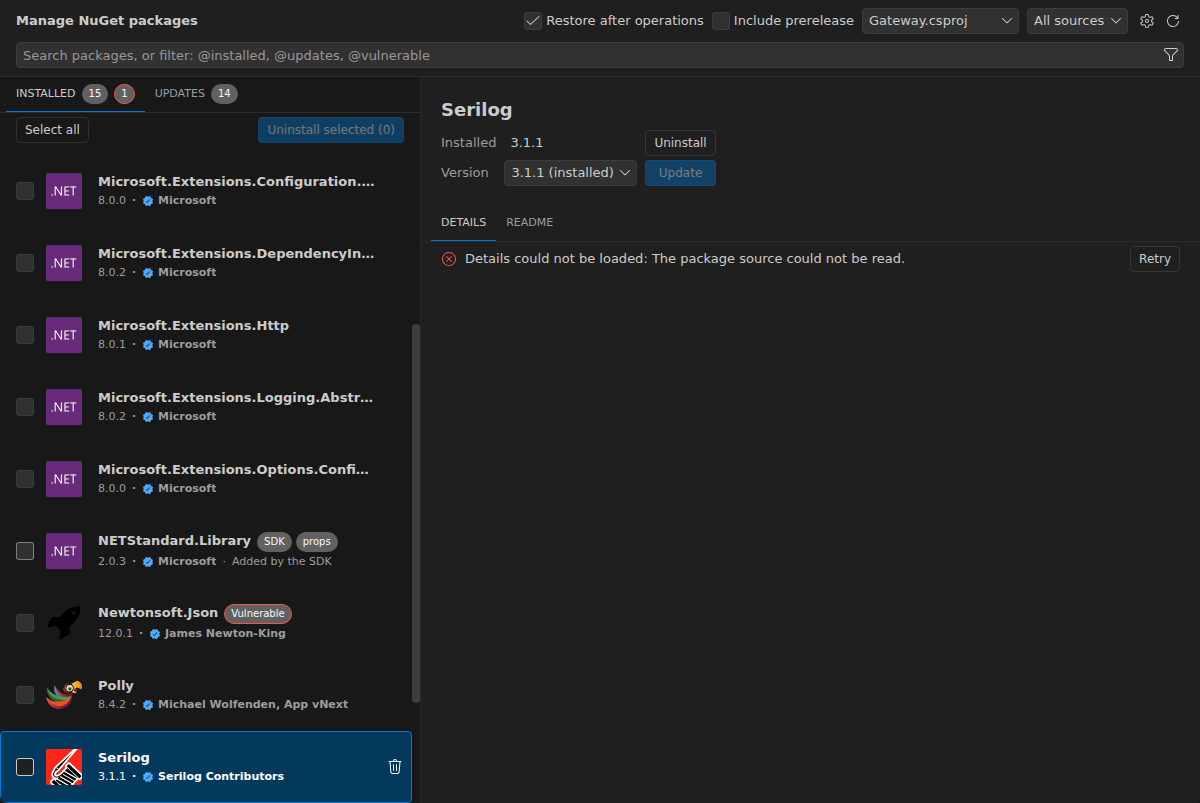 Manage NuGet packages
Restore after operations
Include prerelease
Gateway.csproj
All sources
Search packages, or filter: @installed, @updates, @vulnerable
INSTALLED 15 1 UPDATES 14
Select all
Uninstall selected (0)
.NET
Microsoft.Extensions.Configuration....
8.0.0 · Microsoft
.NET
Microsoft.Extensions.DependencyIn...
8.0.2 · Microsoft
.NET
Microsoft.Extensions.Http
8.0.1 · Microsoft
.NET
Microsoft.Extensions.Logging.Abstr...
8.0.2 · Microsoft
.NET
Microsoft.Extensions.Options.Confi...
8.0.0 · Microsoft
.NET
NETStandard.Library SDK props
2.0.3 · Microsoft · Added by the SDK
Newtonsoft.Json Vulnerable
12.0.1 · James Newton-King
Polly
8.4.2 · Michael Wolfenden, App vNext
Serilog
3.1.1 · Serilog Contributors
Serilog
Installed 3.1.1 Uninstall
Version 3.1.1 (installed) Update
DETAILS README
Details could not be loaded: The package source could not be read.
Retry